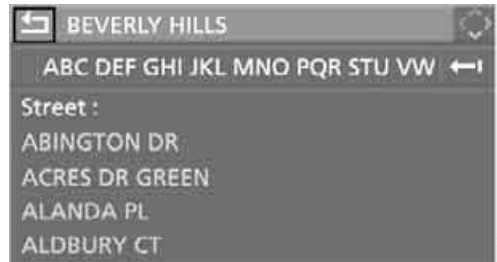 BEVERLY HILLS
ABC DEF GHI JKL MNO PQR STU VW
Street :
ABINGTON DR
ACRES DR GREEN
ALANDA PL
ALDBURY CT